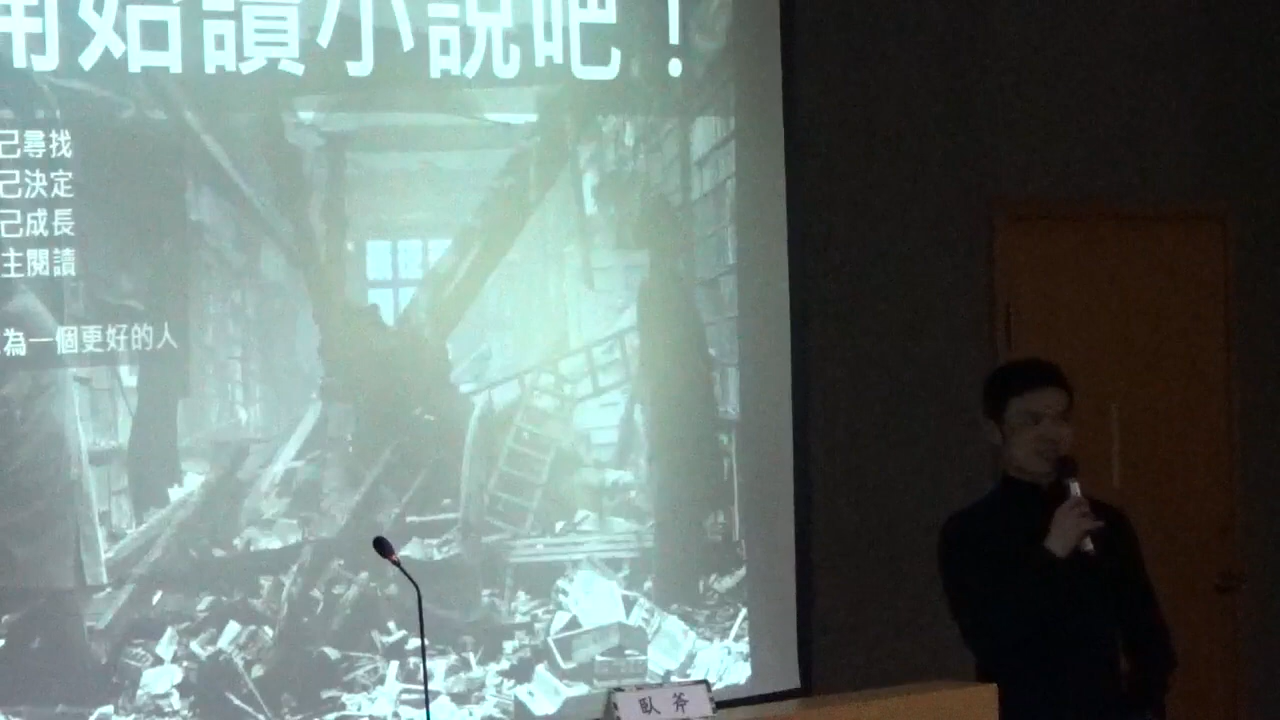 開始讀小說吧！
己尋找
己決定
己成長
主閱讀
為一個更好的人
臥斧